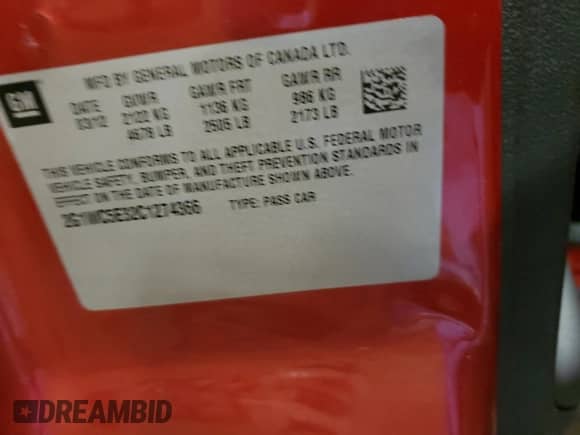 GM
MFD BY GENERAL MOTORS OF CANADA LTD.
DATE GVWR GAWR FRT GAWR RR
03/12 2122 KG 1136 KG 986 KG
4678 LB 2505 LB 2173 LB
THIS VEHICLE CONFORMS TO ALL APPLICABLE U.S. FEDERAL MOTOR
VEHICLE SAFETY, BUMPER, AND THEFT PREVENTION STANDARDS IN
EFFECT ON THE DATE OF MANUFACTURE SHOWN ABOVE.
TYPE: PASS CAR
DREAMBID